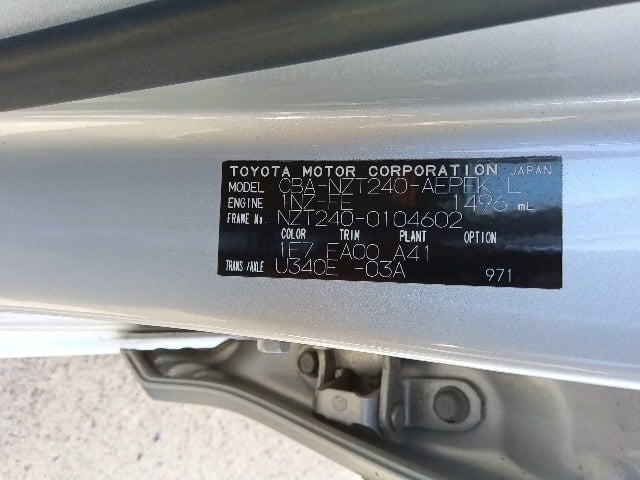 TOYOTA MOTOR CORPORATION JAPAN
MODEL CBA-NZT240-AEPEK L
ENGINE 1NZ-FE 1496 mL
FRAME No. NZT240-0104602
COLOR TRIM PLANT OPTION
1F7 FA00 A41
TRANS/AXLE U340E -03A
971